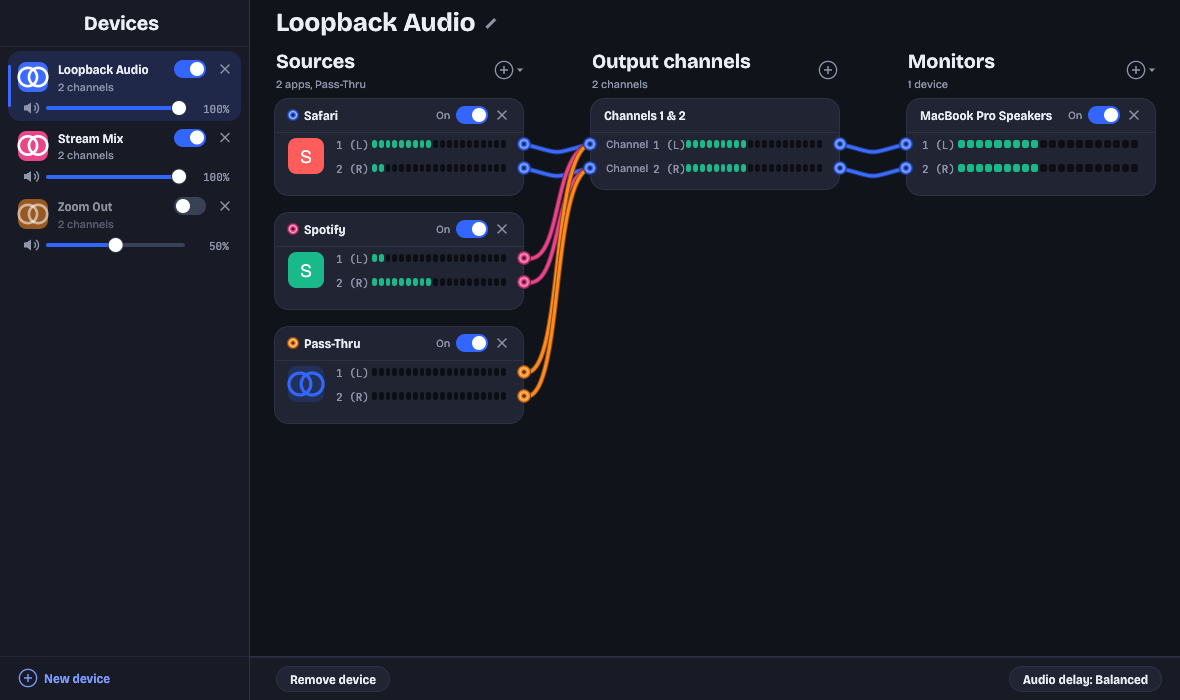 Devices
Loopback Audio
2 channels
100%
Stream Mix
2 channels
100%
Zoom Out
2 channels
50%
New device
Loopback Audio
Sources
2 apps, Pass-Thru
Safari On
S
1 (L)
2 (R)
Spotify On
S
1 (L)
2 (R)
Pass-Thru On
1 (L)
2 (R)
Output channels
2 channels
Channels 1 & 2
Channel 1 (L)
Channel 2 (R)
Monitors
1 device
MacBook Pro Speakers On
1 (L)
2 (R)
Remove device
Audio delay: Balanced